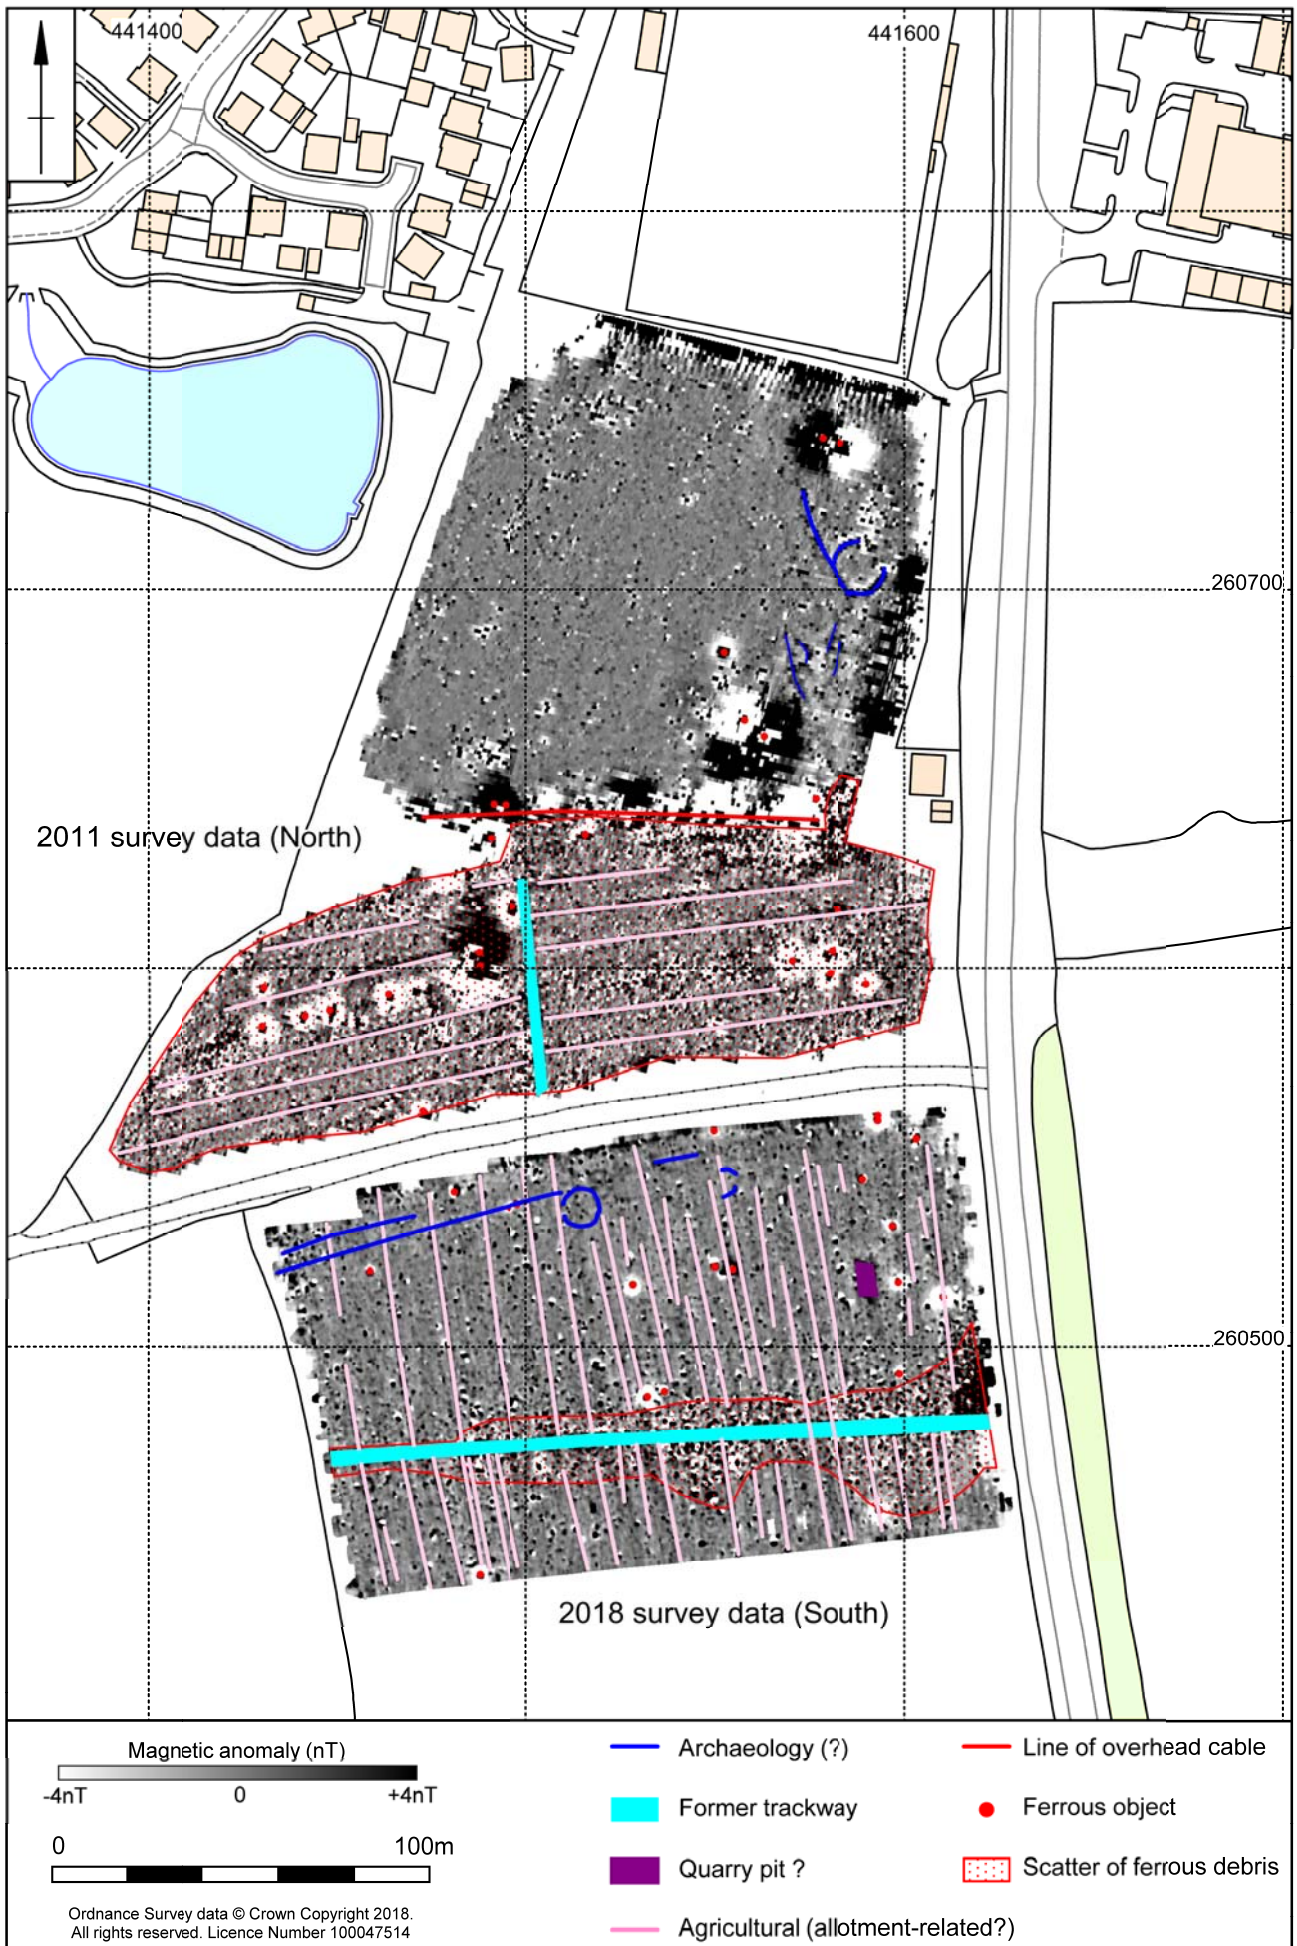 441400
441600
260700
2011 survey data (North)
260500
2018 survey data (South)
Magnetic anomaly (nT)
-4nT 0 +4nT
0 100m
Ordnance Survey data © Crown Copyright 2018.
All rights reserved. Licence Number 100047514
Archaeology (?)
Former trackway
Quarry pit ?
Agricultural (allotment-related?)
Line of overhead cable
Ferrous object
Scatter of ferrous debris